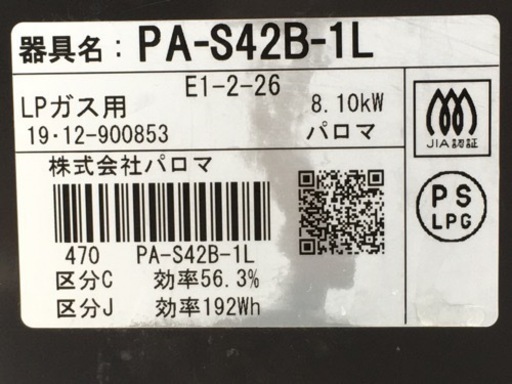 器具名：PA-S42B-1L
E1-2-26
LPガス用 8.10kW
19・12-900853 パロマ
JIA認証
株式会社パロマ
PS
LPG
470 PA-S42B-1L
区分C 効率56.3%
区分J 効率192Wh